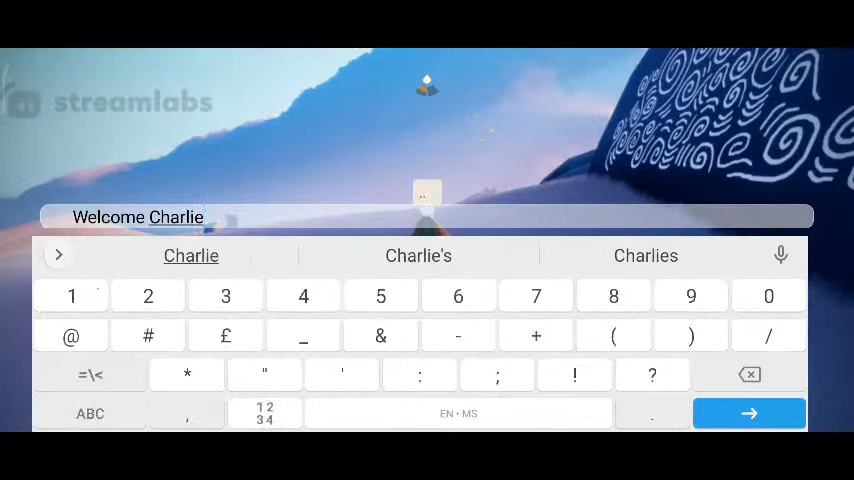 streamlabs
..
Welcome Charlie
Charlie Charlie's Charlies
1 2 3 4 5 6 7 8 9 0
@ # £ _ & - + ( ) /
=\< * " ' : ; ! ?
ABC , 12 34 EN • MS .